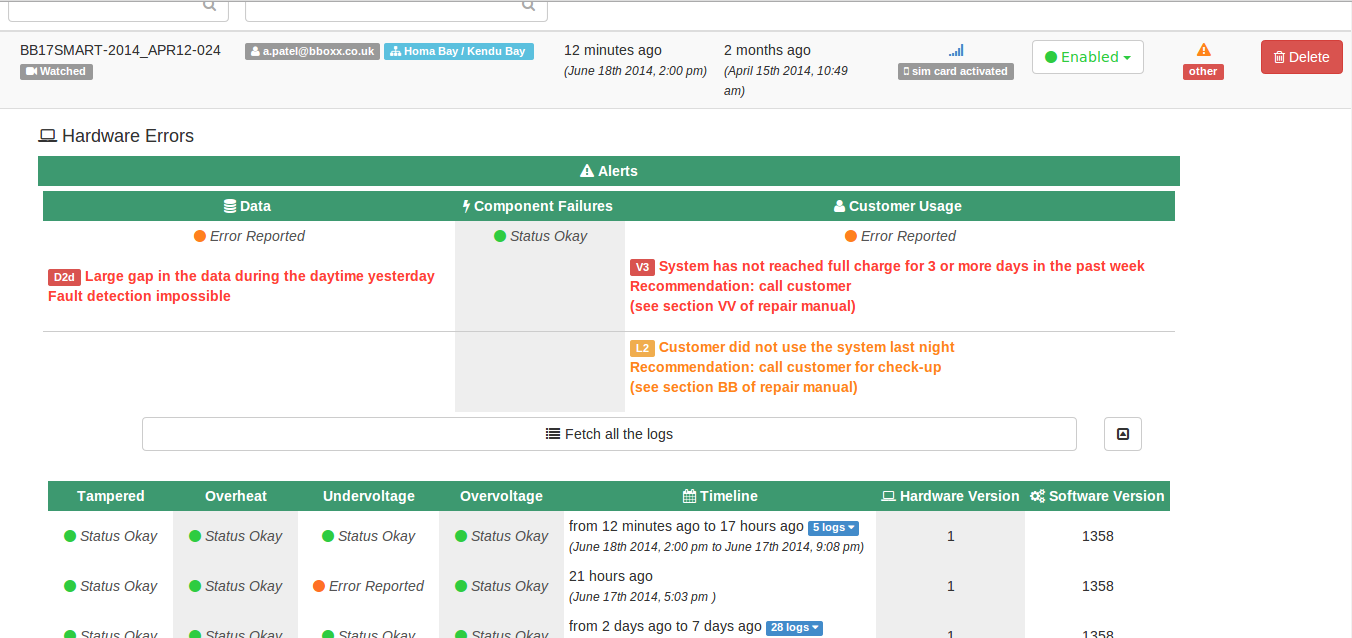 BB17SMART-2014_APR12-024
Watched
a.patel@bboxx.co.uk
Homa Bay / Kendu Bay
12 minutes ago
(June 18th 2014, 2:00 pm)
2 months ago
(April 15th 2014, 10:49
am)
sim card activated
Enabled
other
Delete
Hardware Errors
Alerts
Data
Component Failures
Customer Usage
Error Reported
Status Okay
Error Reported
D2d Large gap in the data during the daytime yesterday
Fault detection impossible
V3 System has not reached full charge for 3 or more days in the past week
Recommendation: call customer
(see section VV of repair manual)
L2 Customer did not use the system last night
Recommendation: call customer for check-up
(see section BB of repair manual)
Fetch all the logs
Tampered Overheat Undervoltage Overvoltage Timeline Hardware Version Software Version
Status Okay Status Okay Status Okay Status Okay from 12 minutes ago to 17 hours ago 5 logs 1 1358
(June 18th 2014, 2:00 pm to June 17th 2014, 9:08 pm)
Status Okay Status Okay Error Reported Status Okay 21 hours ago 1 1358
(June 17th 2014, 5:03 pm )
Status Okay Status Okay Status Okay Status Okay from 2 days ago to 7 days ago 28 logs 1 1358